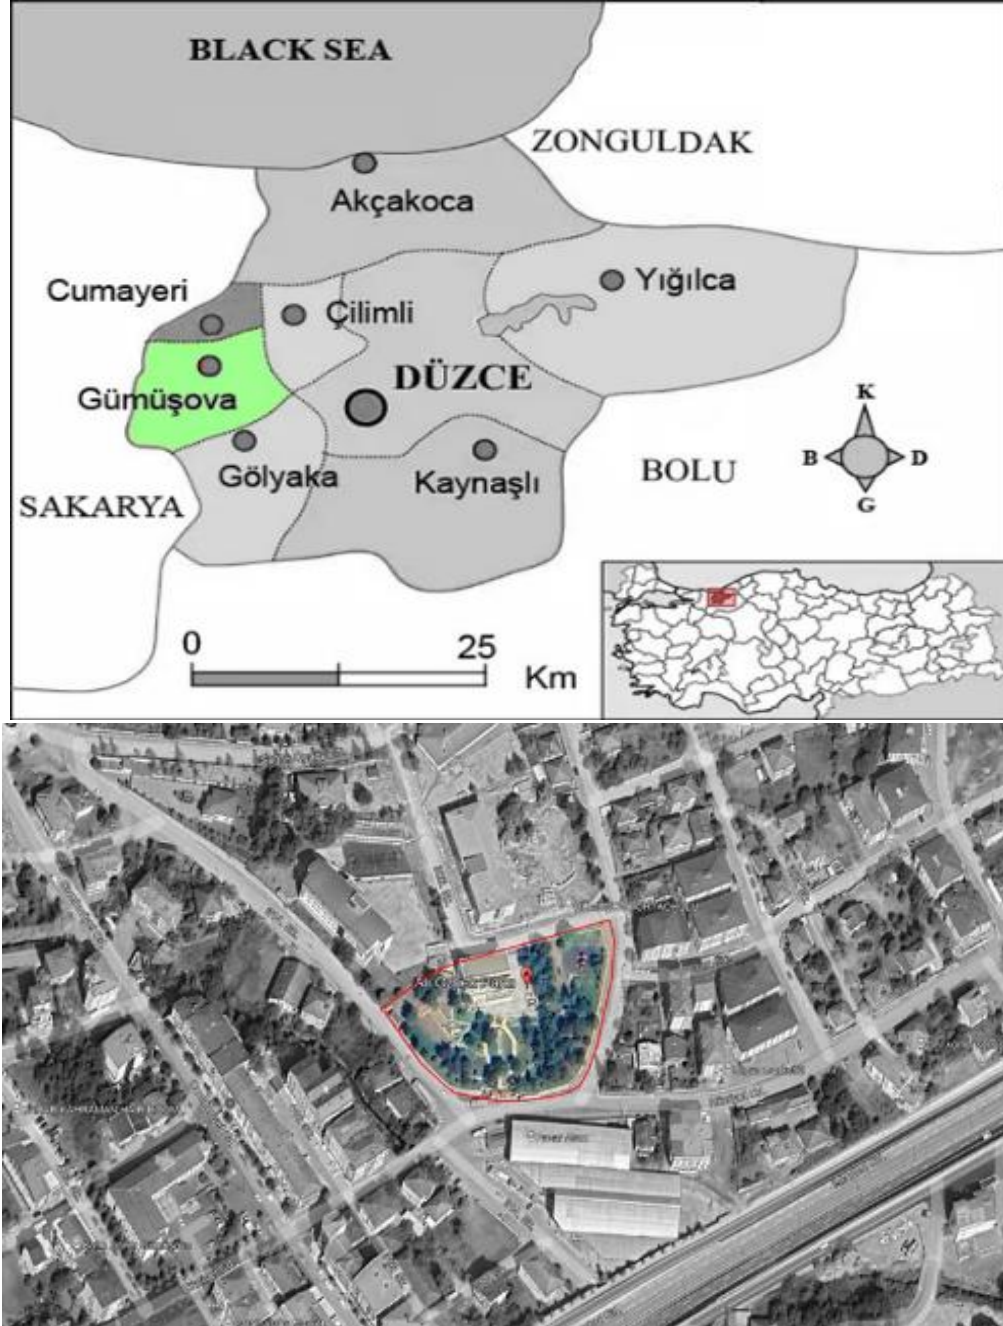 BLACK SEA
ZONGULDAK
Akçakoca
Cumayeri
Yığılca
Çilimli
DÜZCE
Gümüşova
K
B D
G
Gölyaka
Kaynaşlı
BOLU
SAKARYA
0 25
Km